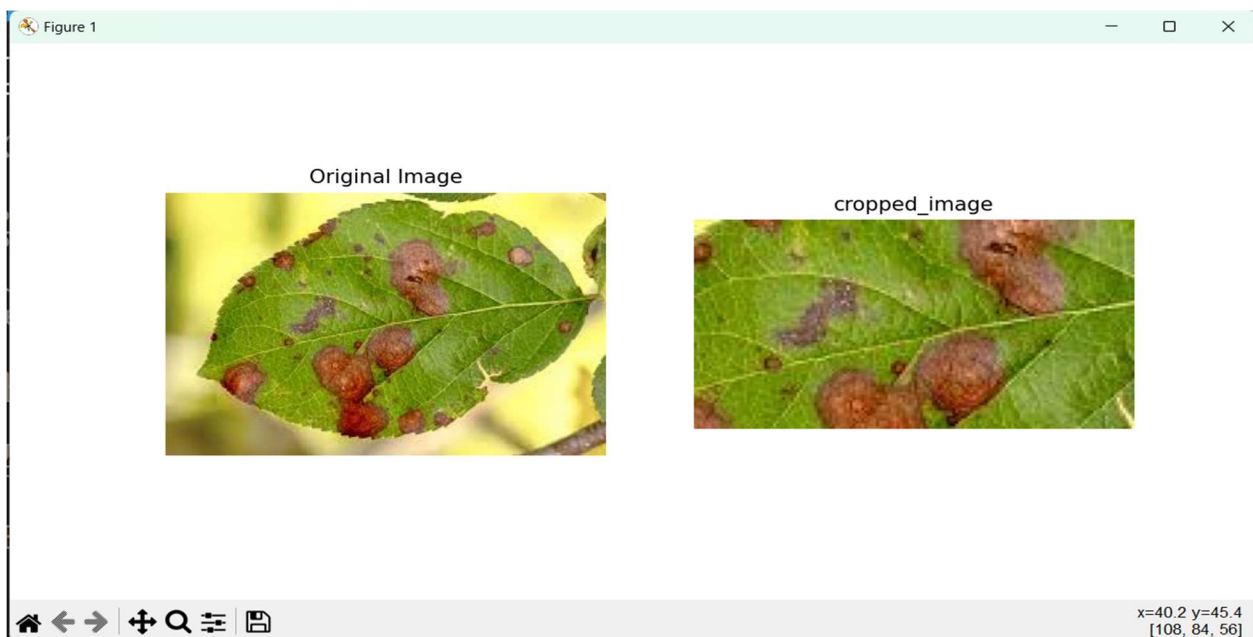 Figure 1
Original Image
cropped_image
x=40.2 y=45.4
[108, 84, 56]